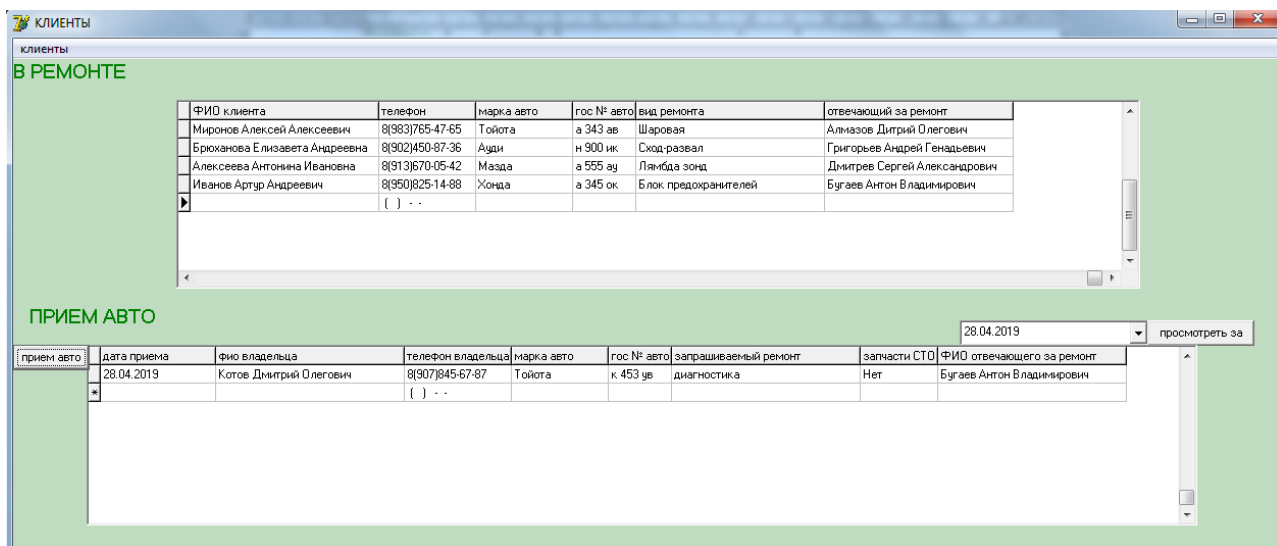 КЛИЕНТЫ
клиенты
В РЕМОНТЕ
ФИО клиента телефон марка авто гос № авто вид ремонта отвечающий за ремонт
Миронов Алексей Алексеевич 8(983)765-47-65 Тойота а 343 ав Шаровая Алмазов Дитрий Олегович
Брюханова Елизавета Андреевна 8(902)450-87-36 Ауди н 900 ик Сход-развал Григорьев Андрей Генадьевич
Алексеева Антонина Ивановна 8(913)670-05-42 Мазда а 555 ау Лямбда зонд Дмитрев Сергей Александрович
Иванов Артур Андреевич 8(950)825-14-88 Хонда а 345 ок Блок предохранителей Бугаев Антон Владимирович
( ) - -
ПРИЕМ АВТО
28.04.2019 просмотреть за
прием авто дата приема фио владельца телефон владельца марка авто гос № авто запрашиваемый ремонт запчасти СТО ФИО отвечающего за ремонт
28.04.2019 Котов Дмитрий Олегович 8(907)845-67-87 Тойота к 453 ув диагностика Нет Бугаев Антон Владимирович
* ( ) - -